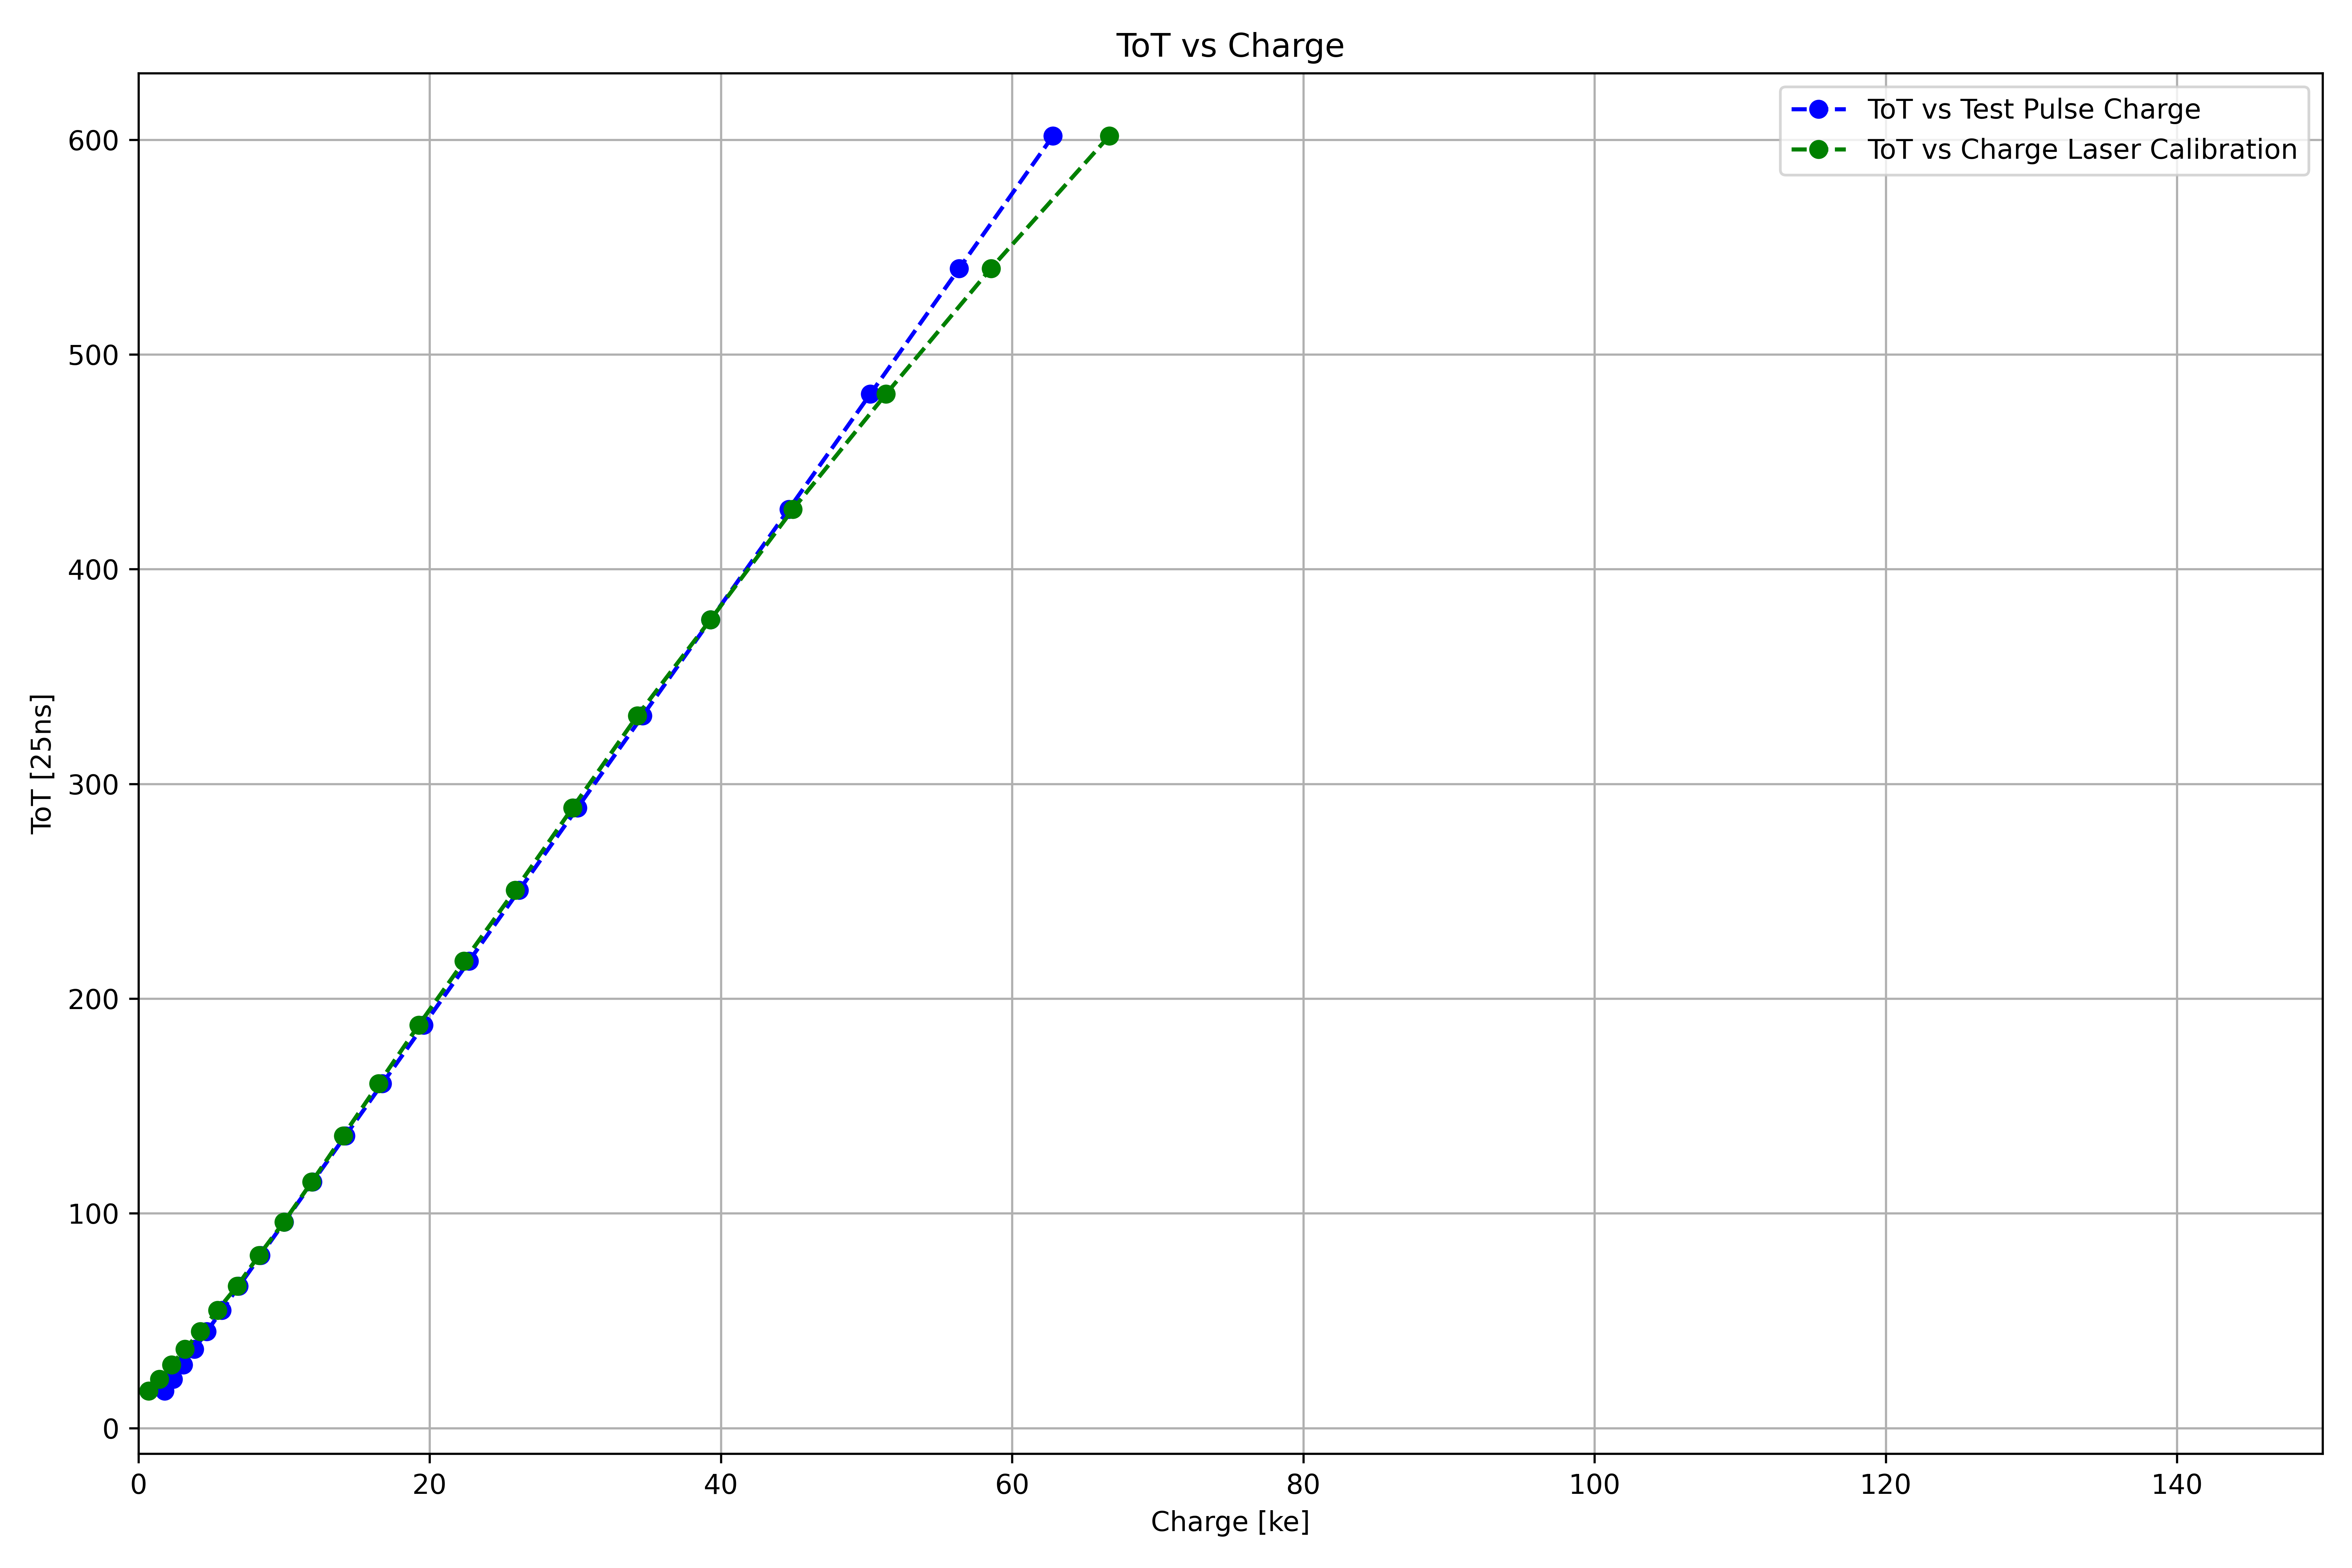 ToT vs Charge
ToT vs Test Pulse Charge
ToT vs Charge Laser Calibration
600
500
400
300
200
100
0
ToT [25ns]
0 20 40 60 80 100 120 140
Charge [ke]